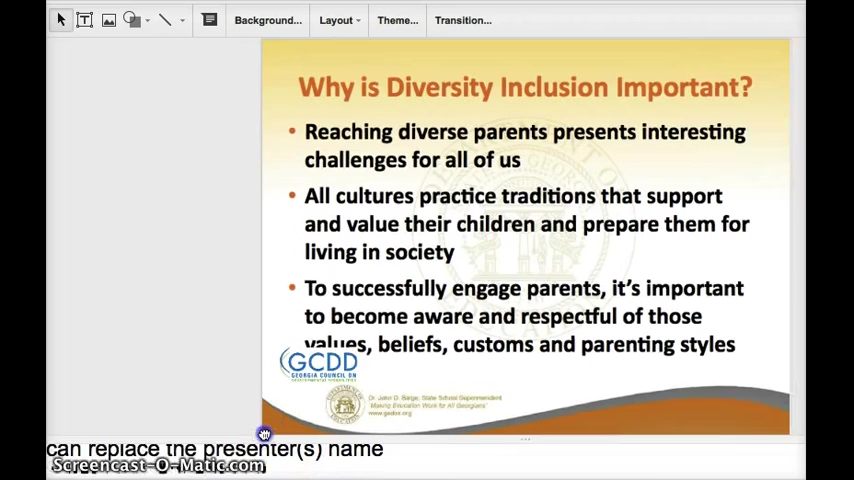 Background... Layout Theme... Transition...
Why is Diversity Inclusion Important?
• Reaching diverse parents presents interesting
challenges for all of us
• All cultures practice traditions that support
and value their children and prepare them for
living in society
• To successfully engage parents, it's important
to become aware and respectful of those
values, beliefs, customs and parenting styles
GCDD
GEORGIA COUNCIL ON
Dr. John D. Barge, State School Superintendent
"Making Education Work for All Georgians"
www.gadoe.org
can replace the presenter(s) name
Screencast-O-Matic.com